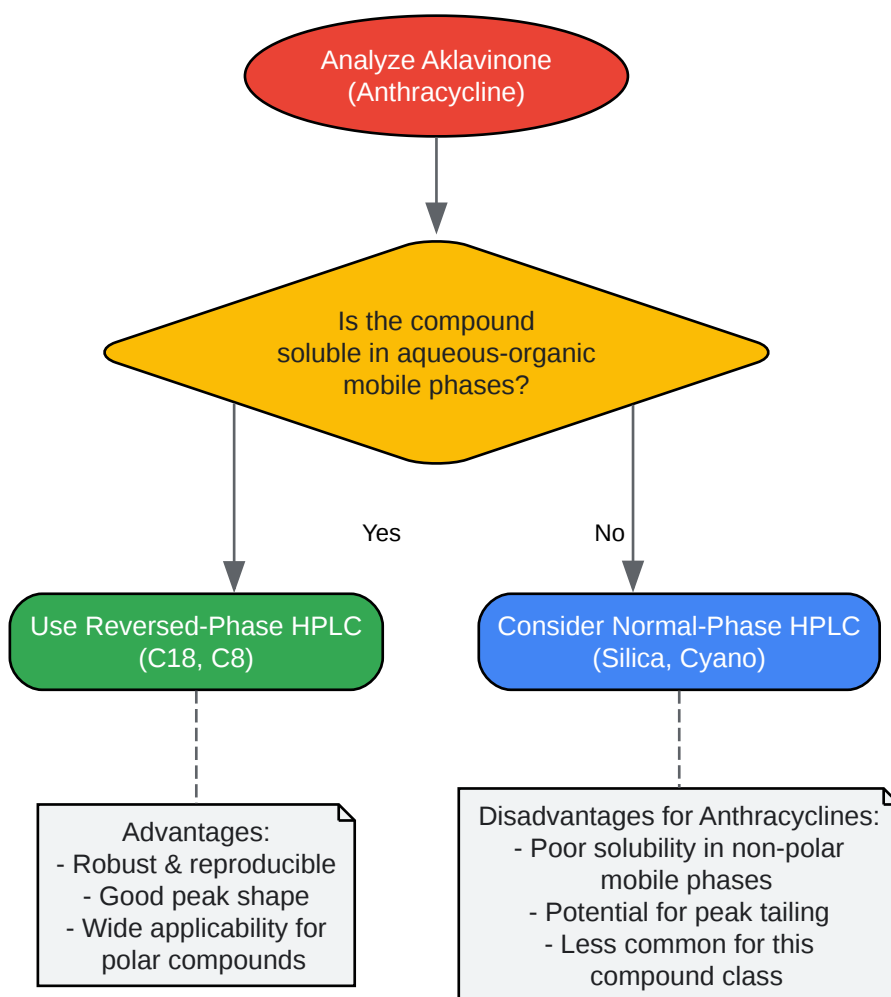 Analyze Aklavinone
(Anthracycline)
Is the compound
soluble in aqueous-organic
mobile phases?
Yes
No
Use Reversed-Phase HPLC
(C18, C8)
Consider Normal-Phase HPLC
(Silica, Cyano)
Advantages:
- Robust & reproducible
- Good peak shape
- Wide applicability for
polar compounds
Disadvantages for Anthracyclines:
- Poor solubility in non-polar
mobile phases
- Potential for peak tailing
- Less common for this
compound class